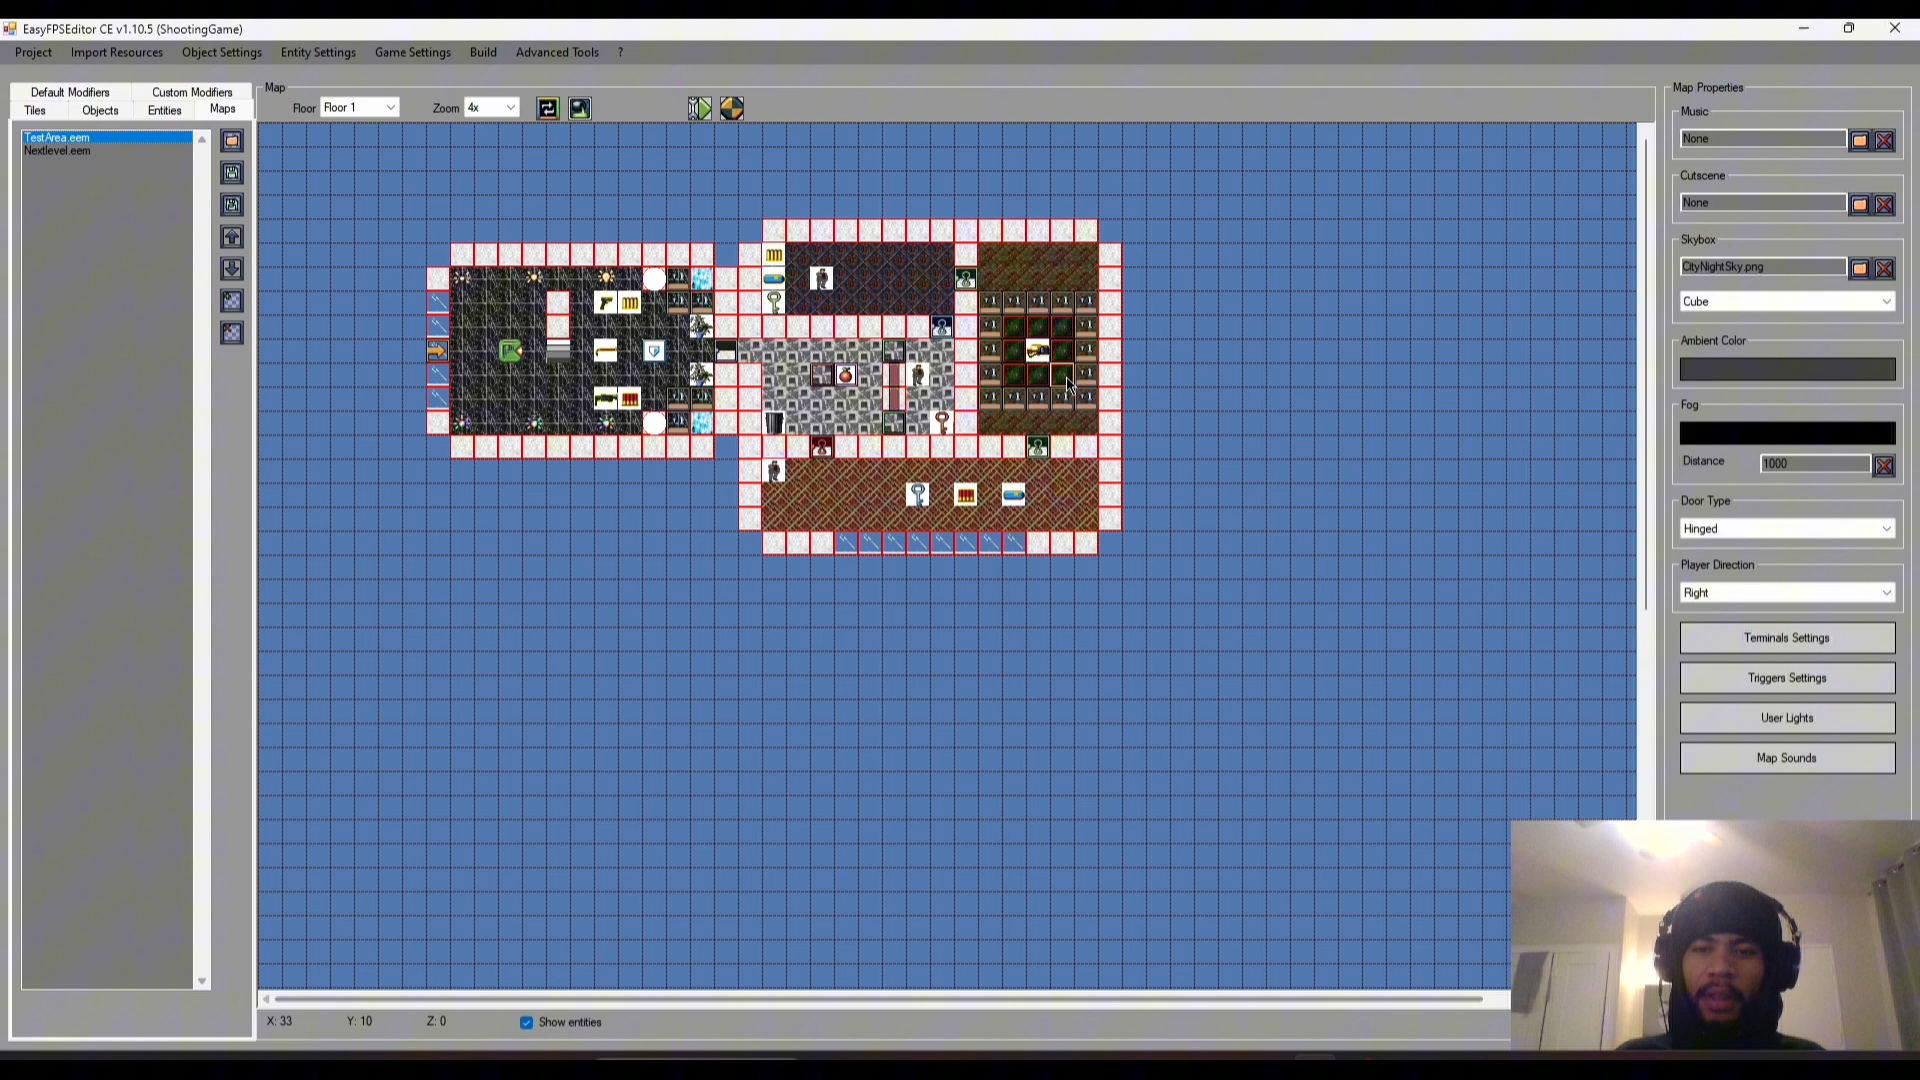 EasyFPSEditor CE v1.10.5 (ShootingGame)
Project Import Resources Object Settings Entity Settings Game Settings Build Advanced Tools ?
Default Modifiers Custom Modifiers
Tiles Objects Entities Maps
TestArea.eem
Nextlevel.eem
Map
Floor Floor 1 Zoom 4x
X: 33 Y: 10 Z: 0 Show entities
Map Properties
Music
None
Cutscene
None
Skybox
CityNightSky.png
Cube
Ambient Color
Fog
Distance 1000
Door Type
Hinged
Player Direction
Right
Terminals Settings
Triggers Settings
User Lights
Map Sounds